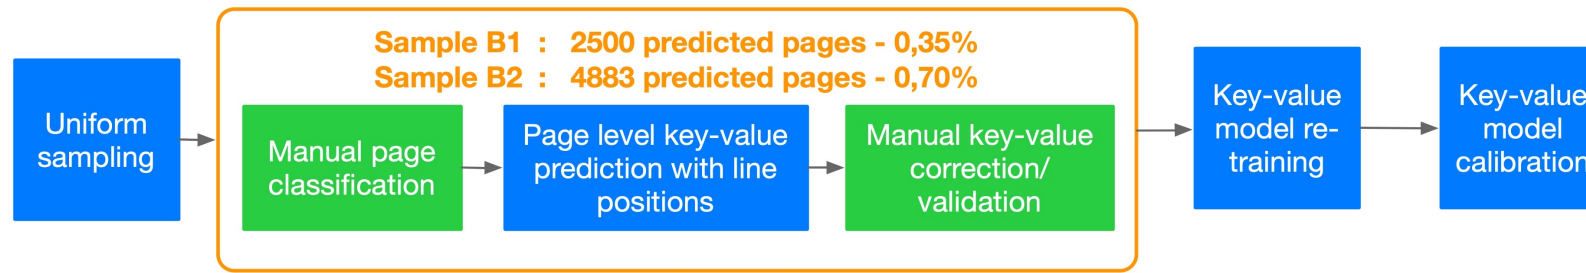 Sample B1 : 2500 predicted pages - 0,35%
Sample B2 : 4883 predicted pages - 0,70%
Uniform
sampling
Manual page
classification
Page level key-value
prediction with line
positions
Manual key-value
correction/
validation
Key-value
model re-
training
Key-value
model
calibration